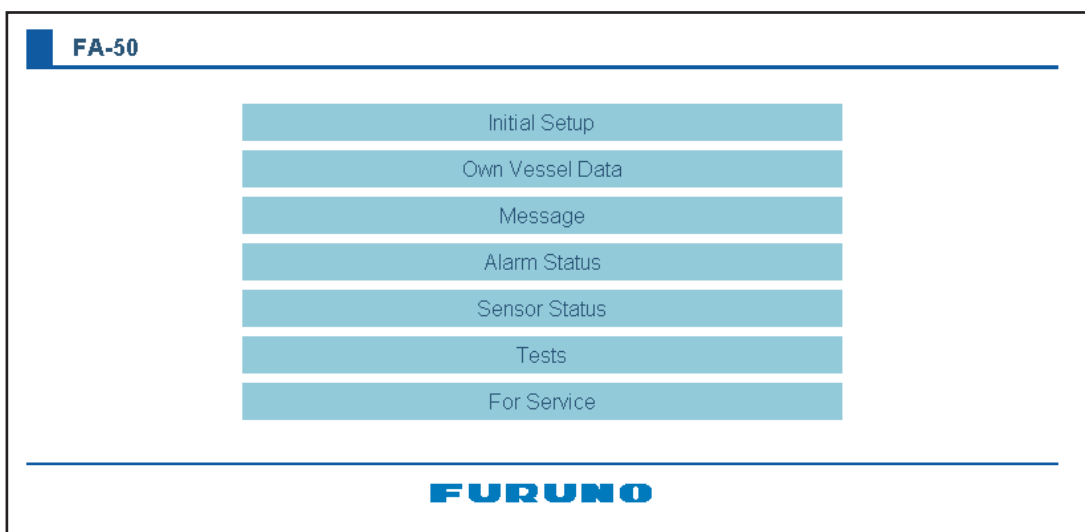 FA-50
Initial Setup
Own Vessel Data
Message
Alarm Status
Sensor Status
Tests
For Service
FURUNO